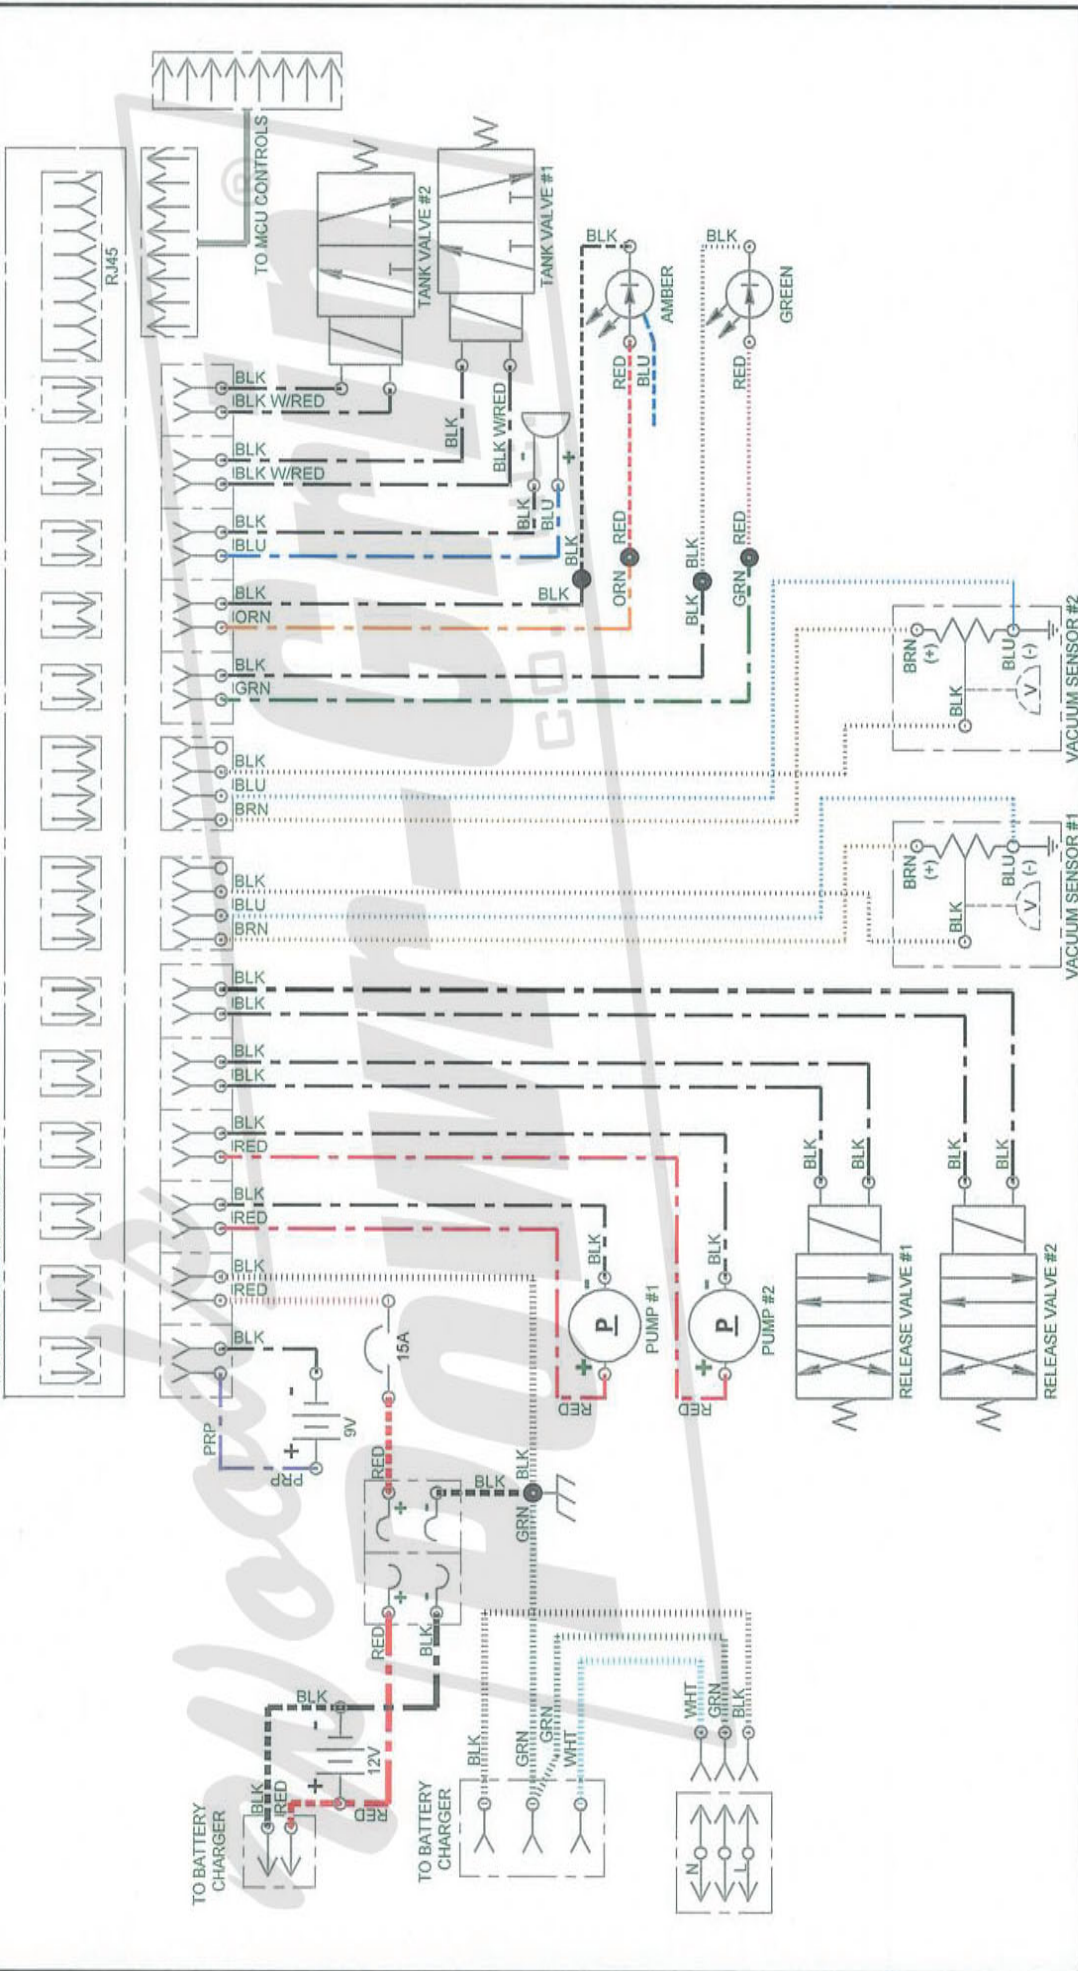 RJ45
TO MCU CONTROLS
BLK
BLK W/RED
TANK VALVE #2
BLK
BLK W/RED
BLK
BLK W/RED
TANK VALVE #1
BLK
BLU
BLK
BLU
-
+
BLK
ORN
BLK
BLK
ORN
RED
RED
BLU
BLK
AMBER
BLK
GRN
BLK
BLK
GRN
RED
RED
BLK
GREEN
BLK
BLU
BRN
BRN
(+)
BLU
(-)
BLK
V
VACUUM SENSOR #2
BLK
BLU
BRN
BRN
(+)
BLU
(-)
BLK
V
VACUUM SENSOR #1
BLK
BLK
BLK
BLK
BLK
BLK
RELEASE VALVE #1
BLK
BLK
RELEASE VALVE #2
BLK
RED
BLK
RED
BLK
RED
-
+
P
PUMP #1
BLK
RED
-
+
P
PUMP #2
BLK
RED
15A
BLK
PRP
PRP
-
+
9V
RED
BLK
BLK
GRN
+
-
+
-
RED
BLK
BLK
-
+
12V
RED
BLK
RED
TO BATTERY
CHARGER
BLK
GRN
GRN
WHT
TO BATTERY
CHARGER
WHT
GRN
BLK
N
L
Wood's
POWR-GRIP
®
CO.